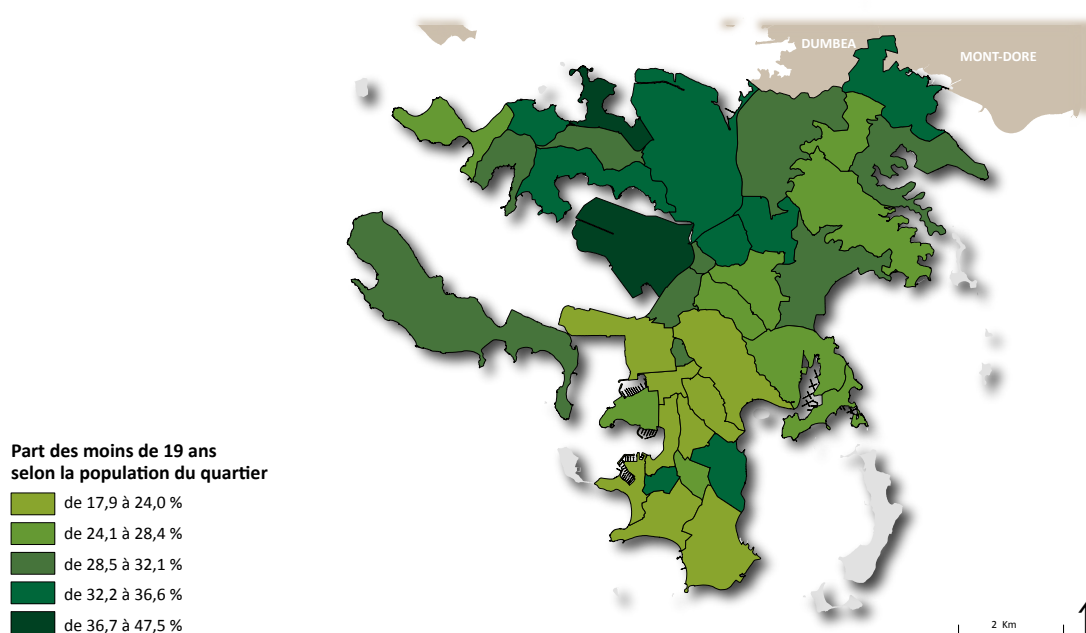 DUMBEA
MONT-DORE
Part des moins de 19 ans
selon la population du quartier
de 17,9 à 24,0 %
de 24,1 à 28,4 %
de 28,5 à 32,1 %
de 32,2 à 36,6 %
de 36,7 à 47,5 %
2 Km